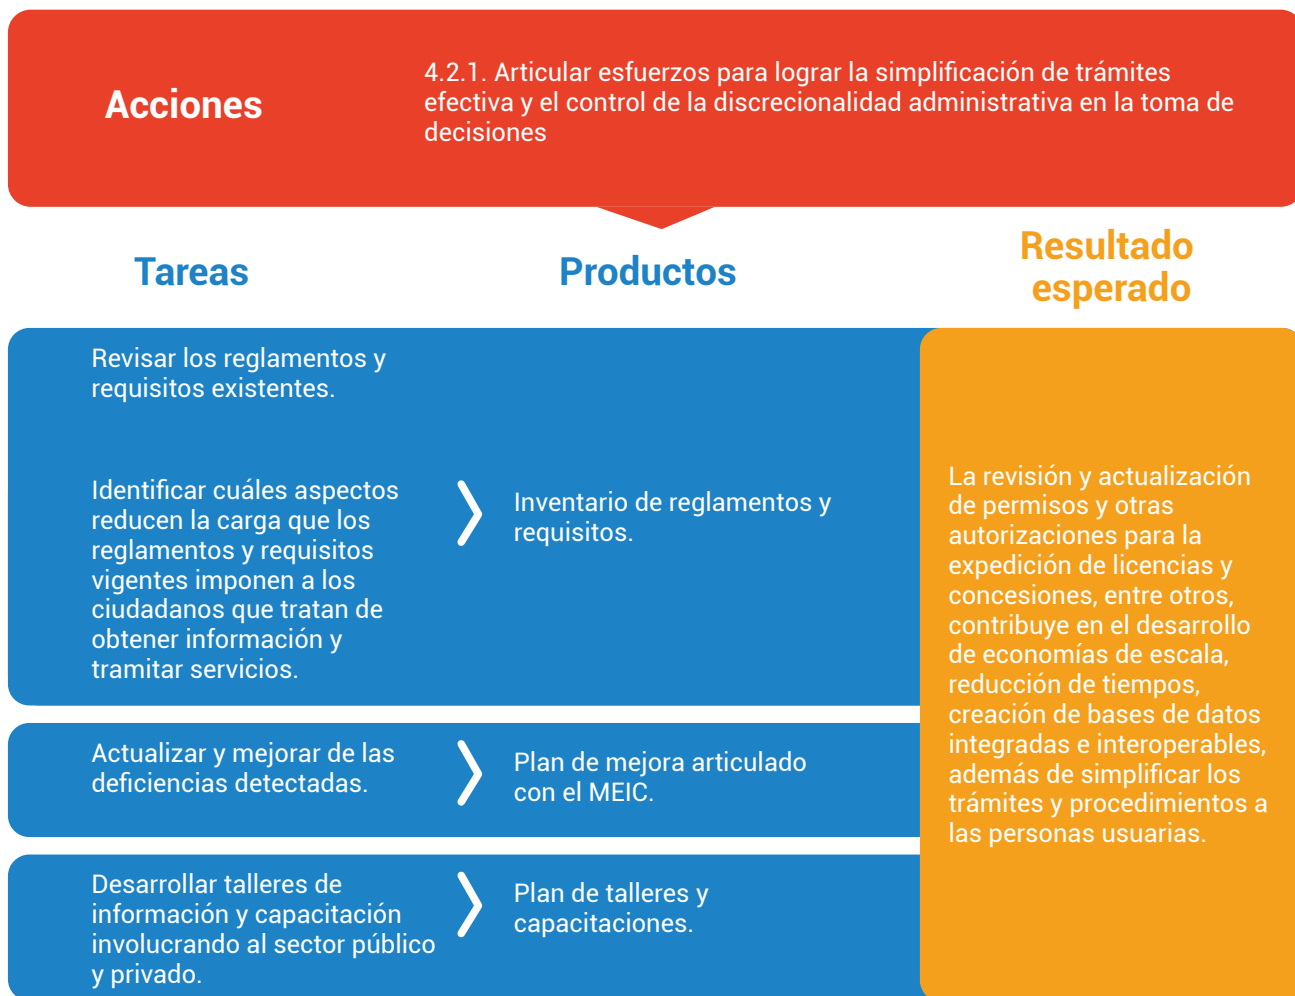 Acciones
4.2.1. Articular esfuerzos para lograr la simplificación de trámites
efectiva y el control de la discrecionalidad administrativa en la toma de
decisiones
Tareas
Productos
Resultado
esperado
Revisar los reglamentos y
requisitos existentes.
Identificar cuáles aspectos
reducen la carga que los
reglamentos y requisitos
vigentes imponen a los
ciudadanos que tratan de
obtener información y
tramitar servicios.
Inventario de reglamentos y
requisitos.
Actualizar y mejorar de las
deficiencias detectadas.
Plan de mejora articulado
con el MEIC.
Desarrollar talleres de
información y capacitación
involucrando al sector público
y privado.
Plan de talleres y
capacitaciones.
La revisión y actualización
de permisos y otras
autorizaciones para la
expedición de licencias y
concesiones, entre otros,
contribuye en el desarrollo
de economías de escala,
reducción de tiempos,
creación de bases de datos
integradas e interoperables,
además de simplificar los
trámites y procedimientos a
las personas usuarias.